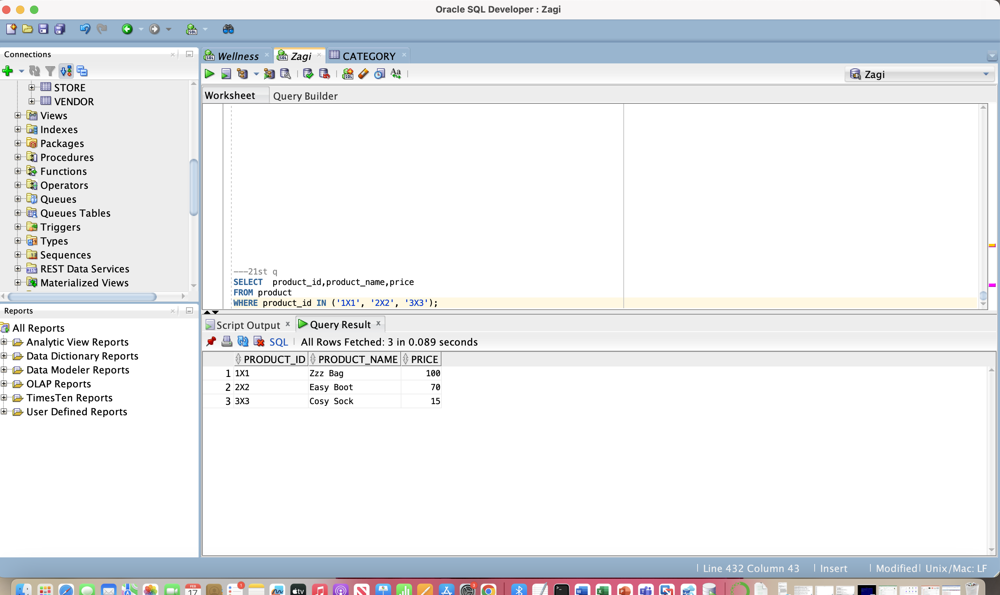 Oracle SQL Developer : Zagi
Connections
STORE
VENDOR
Views
Indexes
Packages
Procedures
Functions
Operators
Queues
Queues Tables
Triggers
Types
Sequences
REST Data Services
Materialized Views
Reports
All Reports
Analytic View Reports
Data Dictionary Reports
Data Modeler Reports
OLAP Reports
TimesTen Reports
User Defined Reports
Wellness
Zagi
CATEGORY
Zagi
Worksheet
Query Builder
---21st q
SELECT  product_id,product_name,price
FROM product
WHERE product_id IN ('1X1', '2X2', '3X3');
Script Output
Query Result
SQL | All Rows Fetched: 3 in 0.089 seconds
PRODUCT_ID PRODUCT_NAME PRICE
1 1X1 Zzz Bag 100
2 2X2 Easy Boot 70
3 3X3 Cosy Sock 15
| Line 432 Column 43 | Insert | Modified | Unix/Mac: LF
FEB
17
1
tv
3